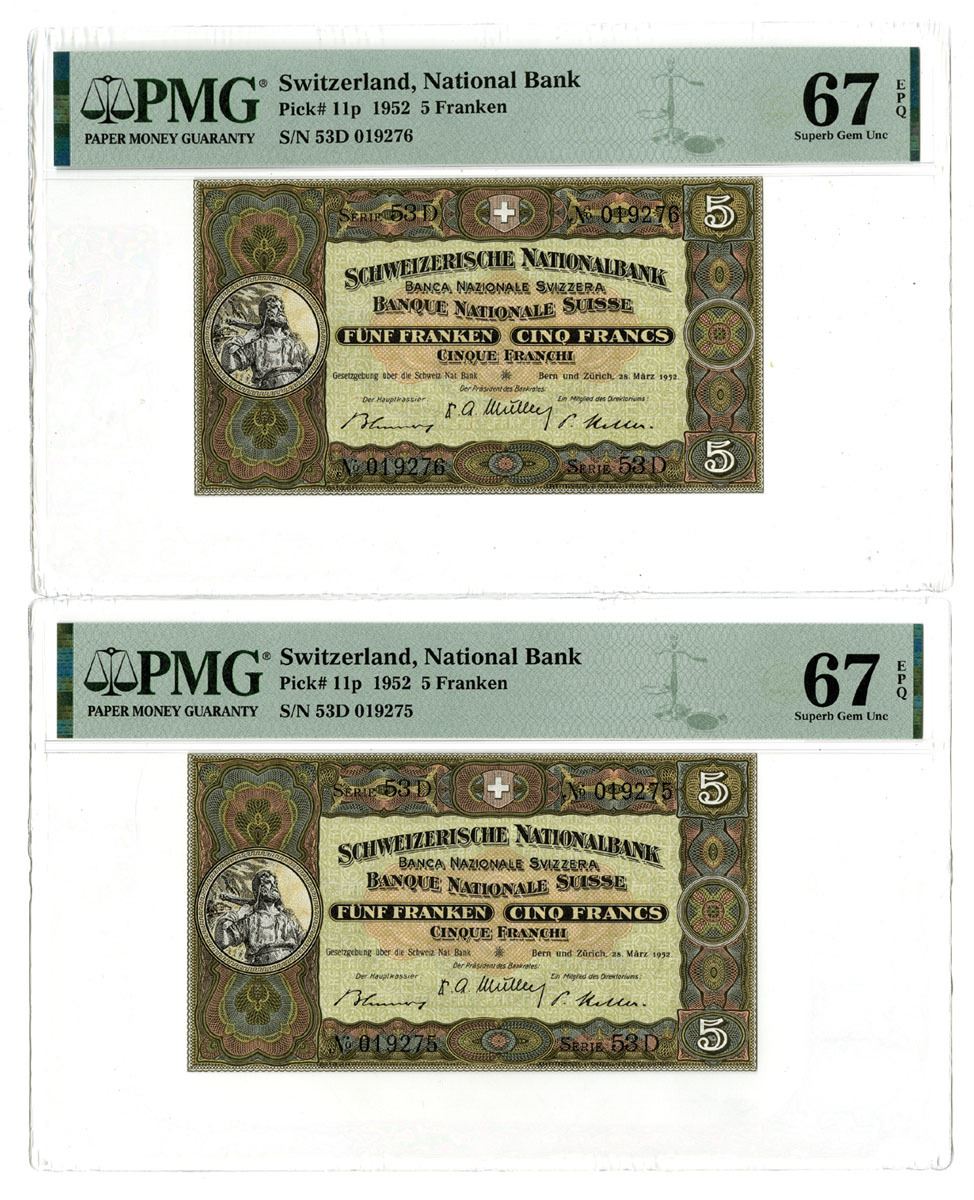 PMG®
PAPER MONEY GUARANTY
Switzerland, National Bank
Pick# 11p 1952 5 Franken
S/N 53D 019276
67 EPQ
Superb Gem Unc
SERIE 53 D
No 019276
5
SCHWEIZERISCHE NATIONALBANK
BANCA NAZIONALE SVIZZERA
BANQUE NATIONALE SUISSE
FÜNF FRANKEN CINQ FRANCS
CINQUE FRANCHI
Gesetzgebung über die Schweiz. Nat. Bank Bern und Zürich, 28. März 1952.
Der Präsident des Bankrates:
Der Hauptkassier: Ein Mitglied des Direktoriums:
No 019276
SERIE 53 D
5
PMG®
PAPER MONEY GUARANTY
Switzerland, National Bank
Pick# 11p 1952 5 Franken
S/N 53D 019275
67 EPQ
Superb Gem Unc
SERIE 53 D
No 019275
5
SCHWEIZERISCHE NATIONALBANK
BANCA NAZIONALE SVIZZERA
BANQUE NATIONALE SUISSE
FÜNF FRANKEN CINQ FRANCS
CINQUE FRANCHI
Gesetzgebung über die Schweiz. Nat. Bank Bern und Zürich, 28. März 1952.
Der Präsident des Bankrates:
Der Hauptkassier: Ein Mitglied des Direktoriums:
No 019275
SERIE 53 D
5